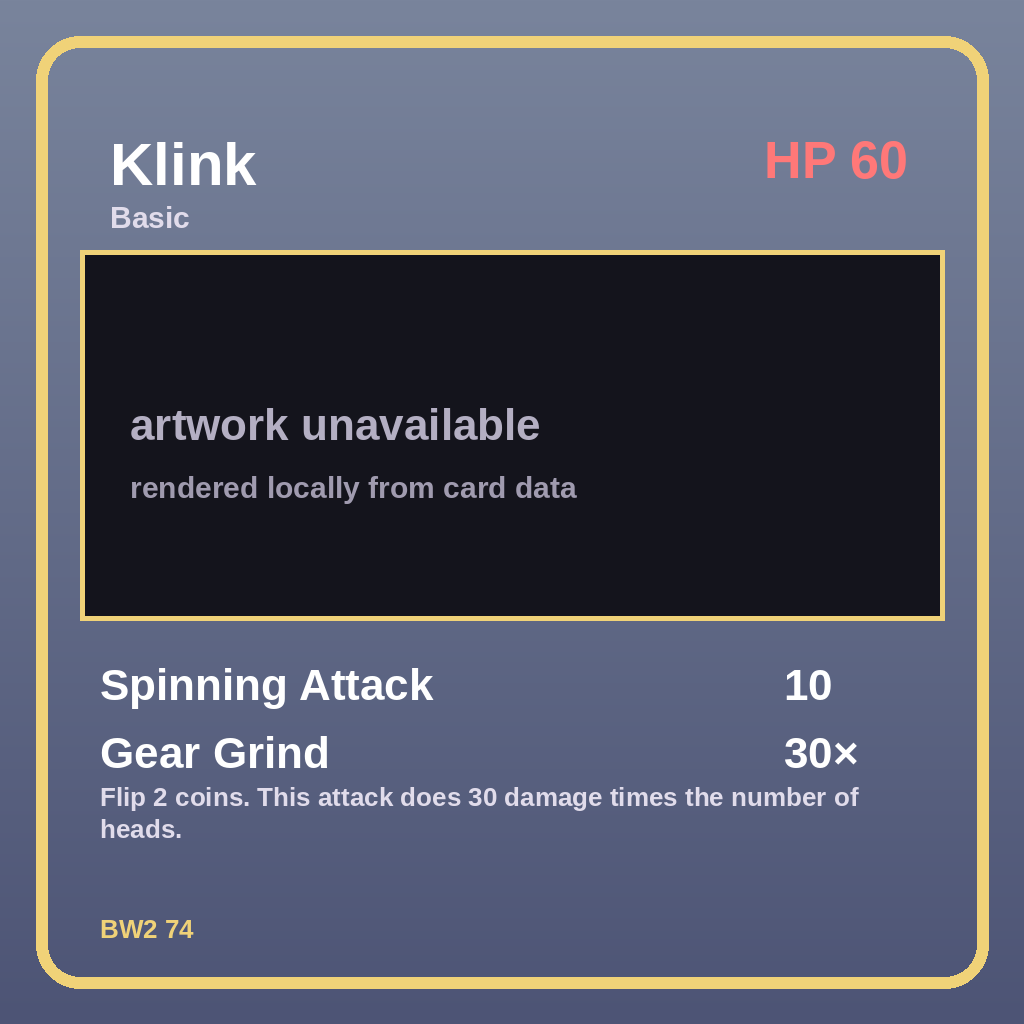 Klink
HP 60
Basic
artwork unavailable
rendered locally from card data
Spinning Attack 10
Gear Grind 30×
Flip 2 coins. This attack does 30 damage times the number of
heads.
BW2 74